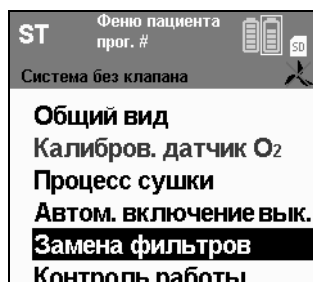 ST
Феню пациента
прог. #
SD
Система без клапана
Общий вид
Калибров. датчик O2
Процесс сушки
Автом. включение вык.
Замена фильтров
Контроль работы